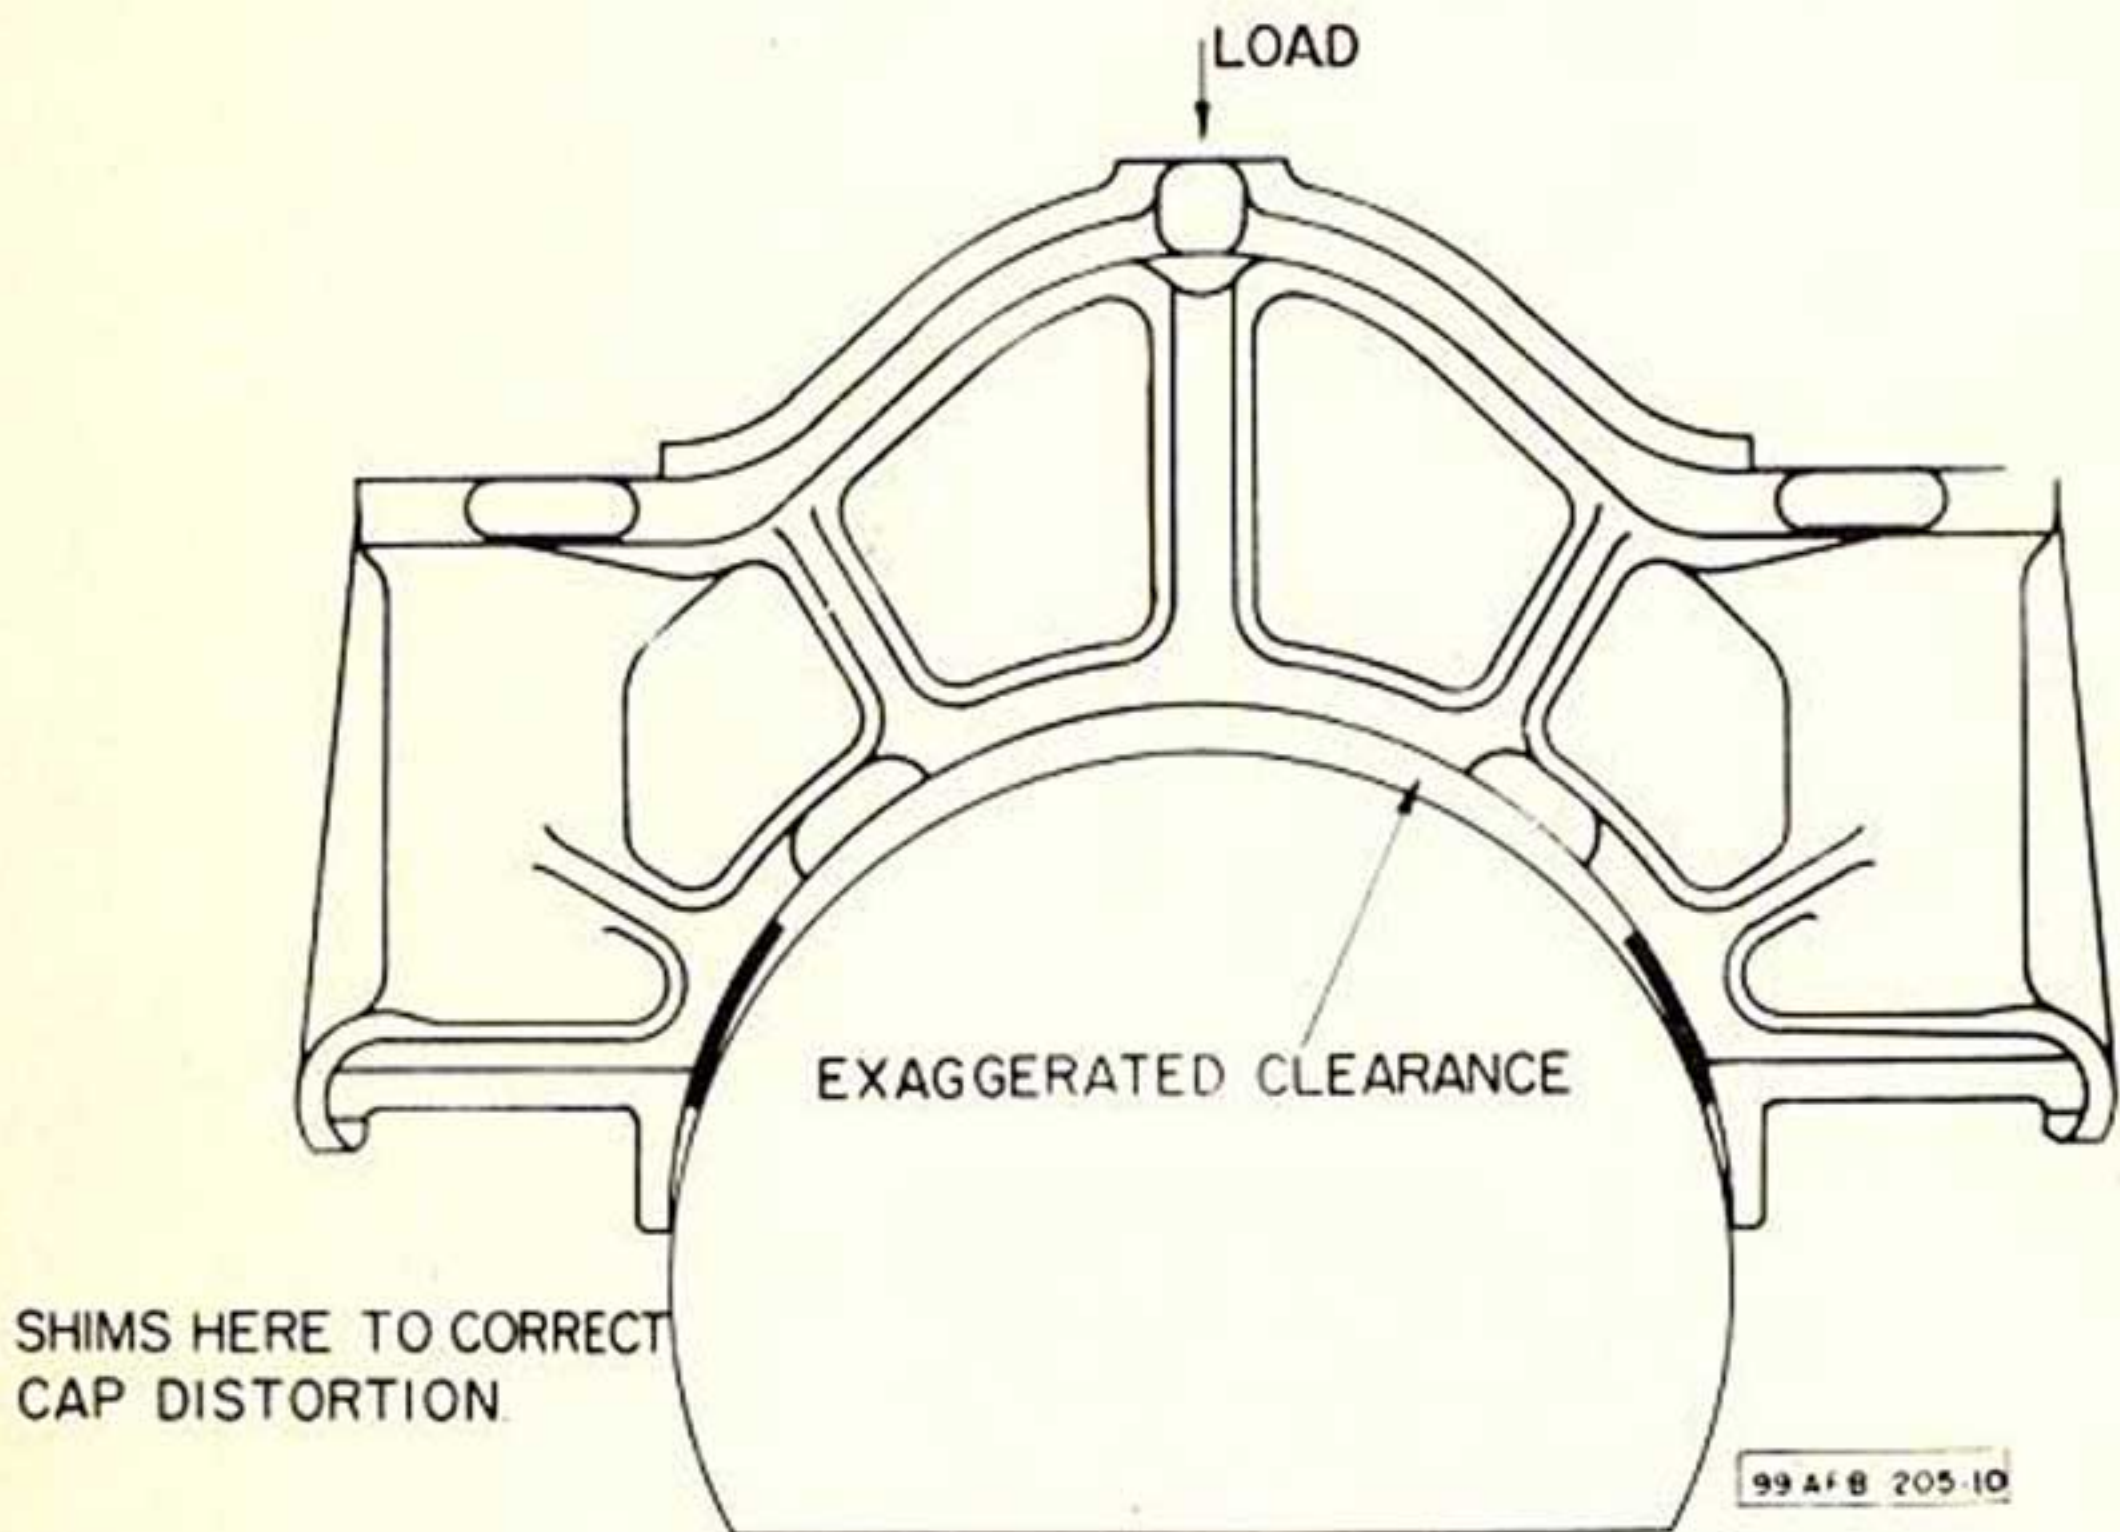 LOAD
EXAGGERATED CLEARANCE
SHIMS HERE TO CORRECT
CAP DISTORTION.
99 AFB 205-10